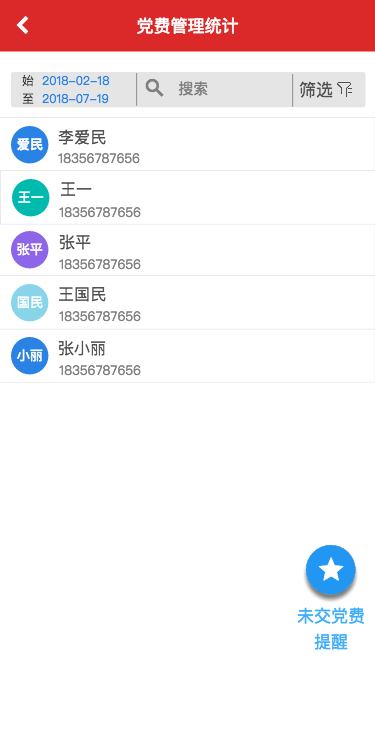 党费管理统计
始 2018-02-18
至 2018-07-19
搜索
筛选
爱民 李爱民
18356787656
王一 王一
18356787656
张平 张平
18356787656
国民 王国民
18356787656
小丽 张小丽
18356787656
未交党费
提醒